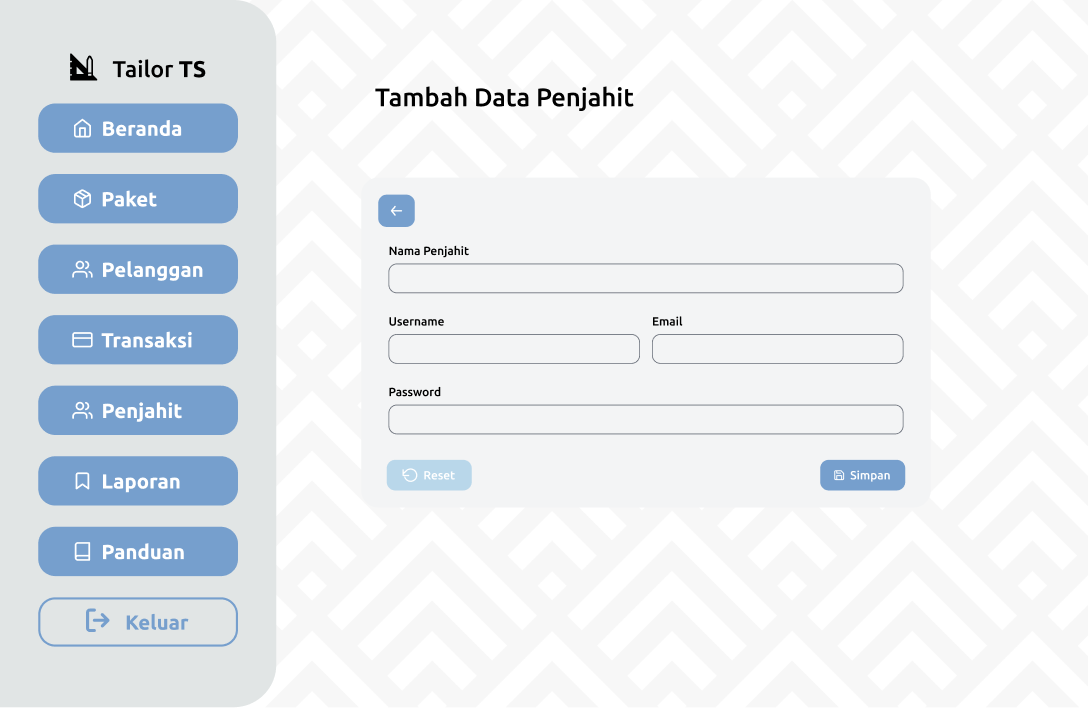 Tailor TS
Beranda
Paket
Pelanggan
Transaksi
Penjahit
Laporan
Panduan
Keluar
Tambah Data Penjahit
Nama Penjahit
Username Email
Password
Reset Simpan